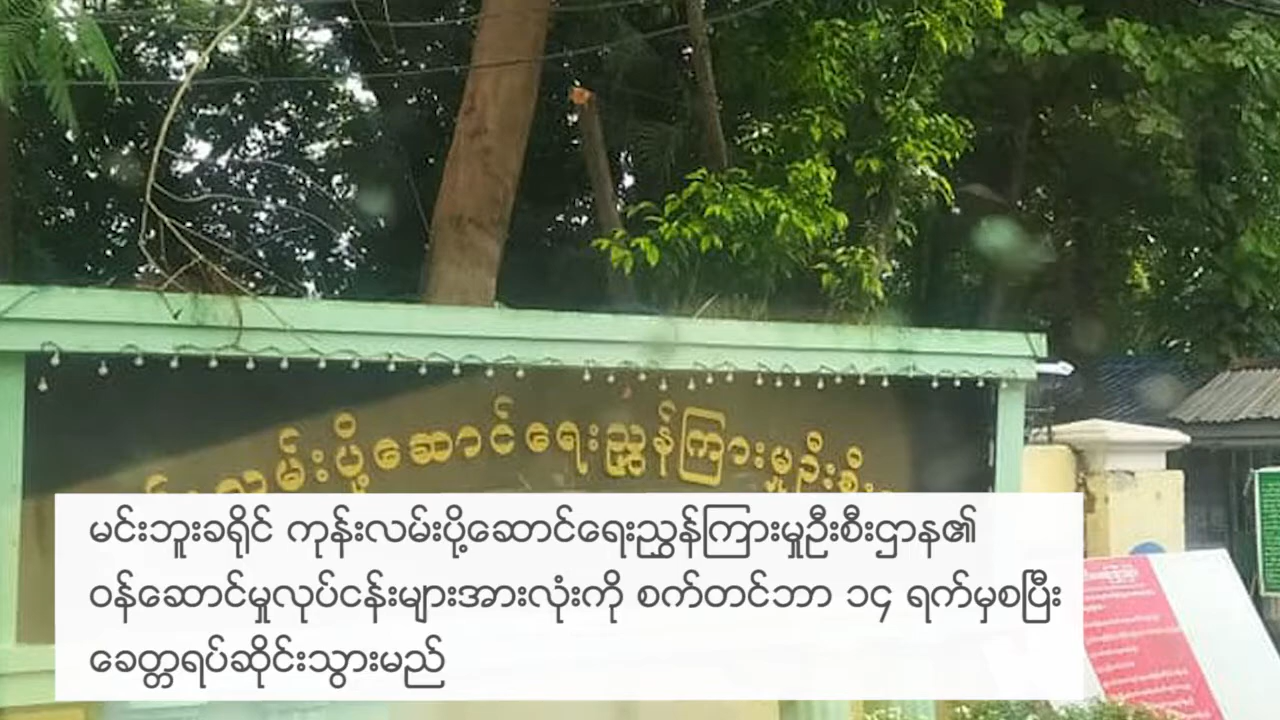 လမ်းပို့ဆောင်ရေးညွှန်ကြားမှုဦးစီး
မင်းဘူးခရိုင် ကုန်းလမ်းပို့ဆောင်ရေးညွှန်ကြားမှုဦးစီးဌာန၏
ဝန်ဆောင်မှုလုပ်ငန်းများအားလုံးကို စက်တင်ဘာ ၁၄ ရက်မှစပြီး
ခေတ္တရပ်ဆိုင်းသွားမည်